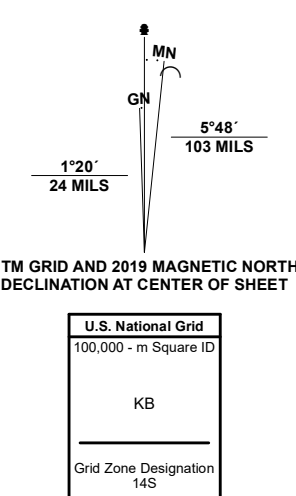 MN
GN
5°48´
103 MILS
1°20´
24 MILS
TM GRID AND 2019 MAGNETIC NORTH
DECLINATION AT CENTER OF SHEET
U.S. National Grid
100,000 - m Square ID
KB
Grid Zone Designation
14S